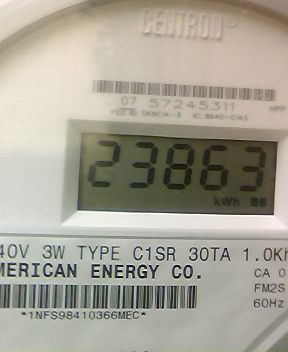 CENTRON
07 57245311
23863
kWh
40V 3W TYPE C1SR 30TA 1.0Kh
MERICAN ENERGY CO.
CA 0
FM2S
60Hz
*1NFS98410366MEC*